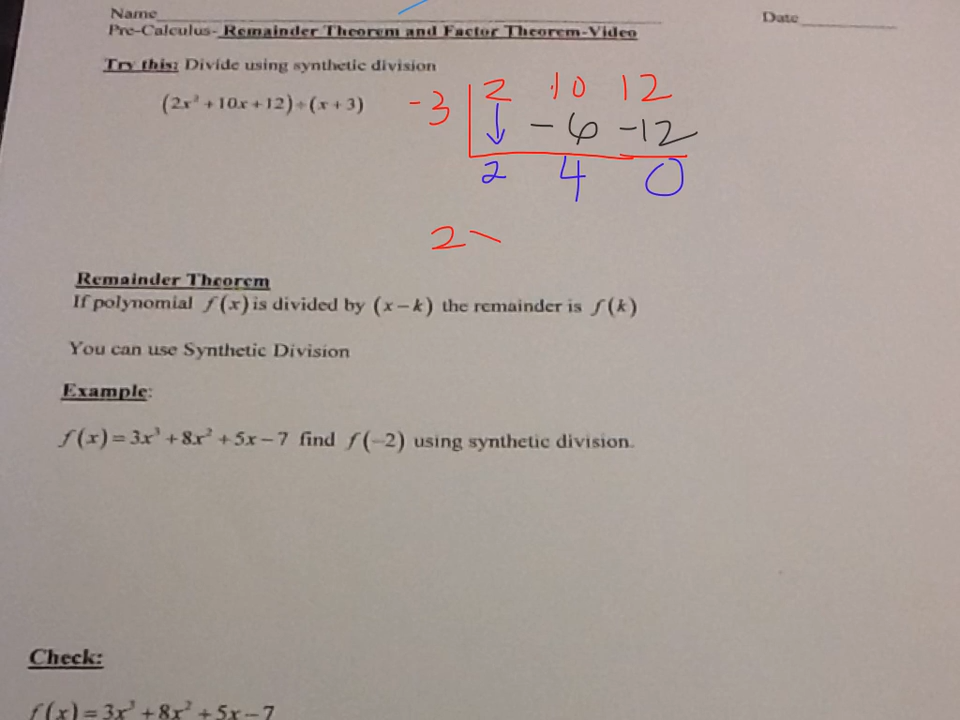 Name___ Date___
Pre-Calculus- Remainder Theorem and Factor Theorem-Video
Try this: Divide using synthetic division
(2x² + 10x + 12) ÷ (x + 3)
-3 2 10 12
-6 -12
2 4 0
2x
Remainder Theorem
If polynomial f(x) is divided by (x – k) the remainder is f(k)
You can use Synthetic Division
Example:
f(x) = 3x³ + 8x² + 5x – 7 find f(–2) using synthetic division.
Check:
f(x) = 3x³ + 8x² + 5x – 7